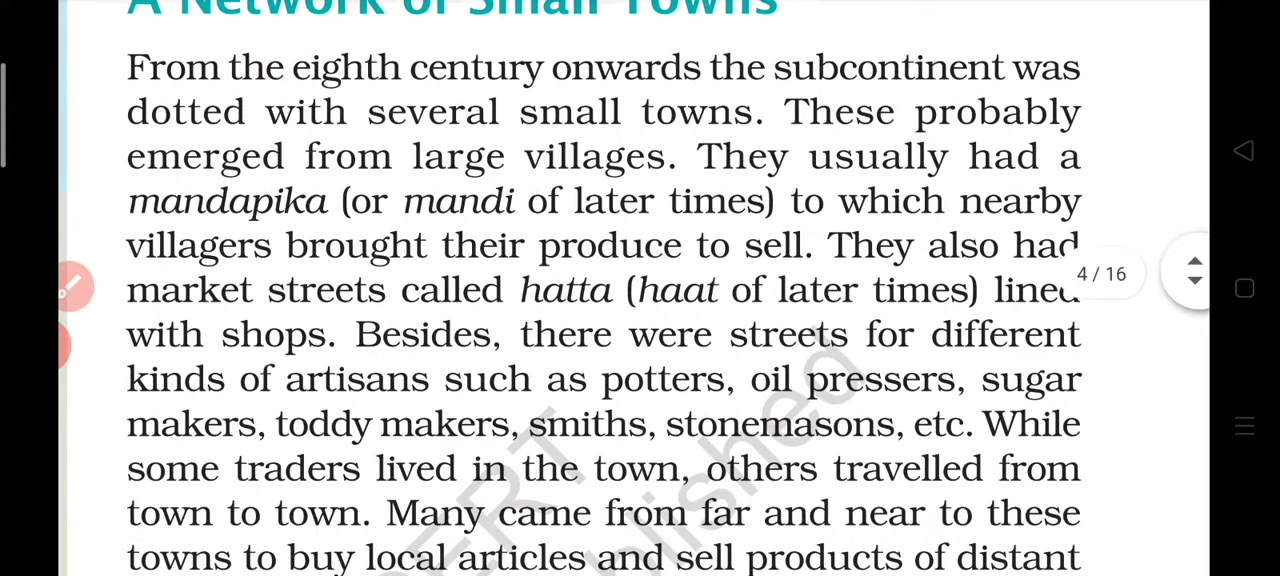 A Network of Small Towns
From the eighth century onwards the subcontinent was
dotted with several small towns. These probably
emerged from large villages. They usually had a
mandapika (or mandi of later times) to which nearby
villagers brought their produce to sell. They also had
market streets called hatta (haat of later times) lined
4 / 16
with shops. Besides, there were streets for different
kinds of artisans such as potters, oil pressers, sugar
makers, toddy makers, smiths, stonemasons, etc. While
some traders lived in the town, others travelled from
town to town. Many came from far and near to these
towns to buy local articles and sell products of distant